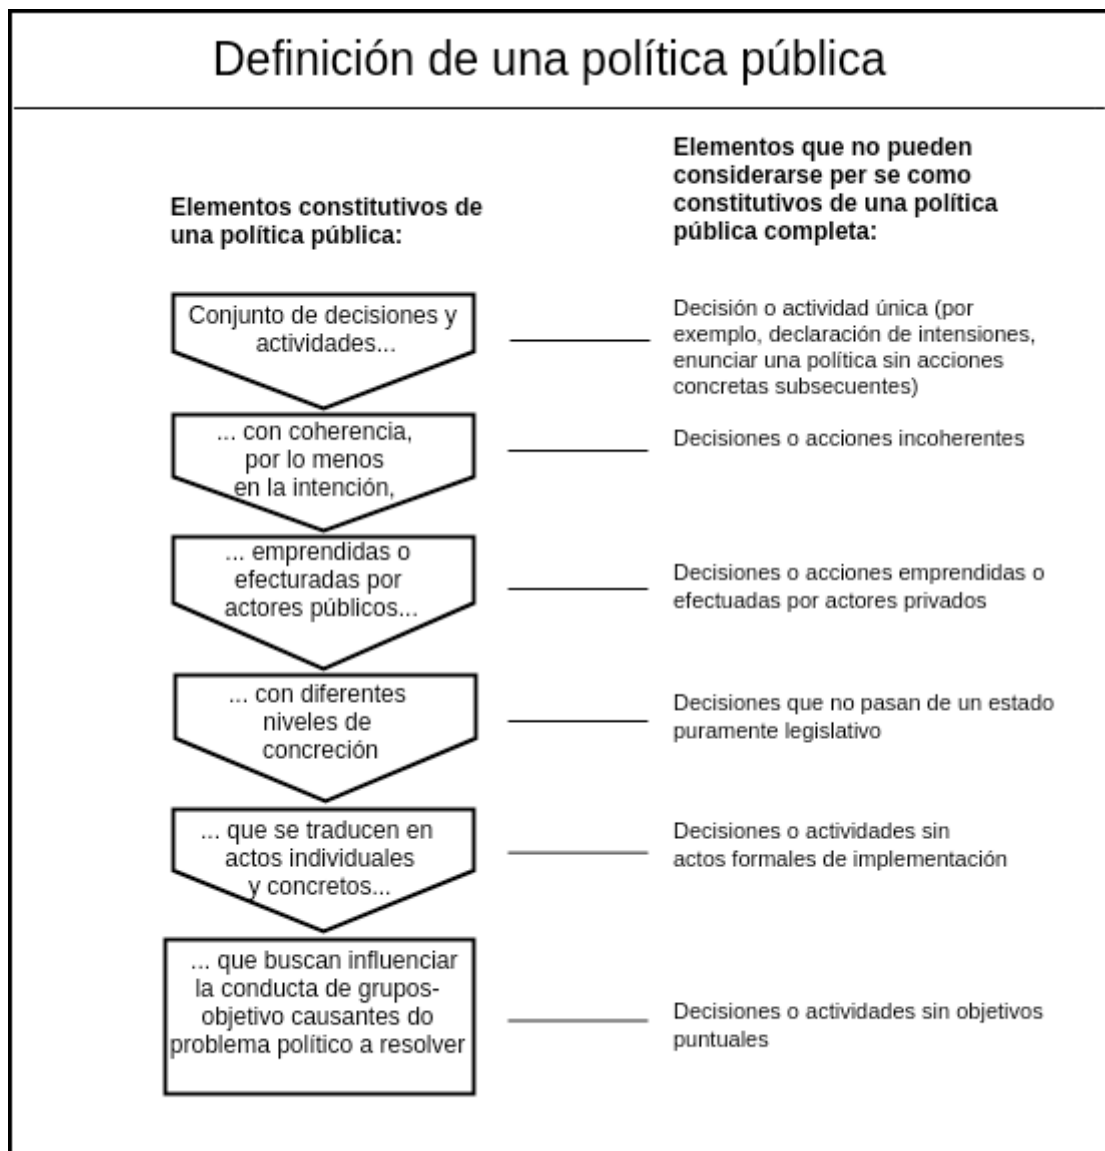 Definición de una política pública
Elementos constitutivos de
una política pública:
Elementos que no pueden
considerarse per se como
constitutivos de una política
pública completa:
Conjunto de decisiones y
actividades...
Decisión o actividad única (por
exemplo, declaración de intensiones,
enunciar una política sin acciones
concretas subsecuentes)
... con coherencia,
por lo menos
en la intención,
Decisiones o acciones incoherentes
... emprendidas o
efecturadas por
actores públicos...
Decisiones o acciones emprendidas o
efectuadas por actores privados
... con diferentes
niveles de
concreción
Decisiones que no pasan de un estado
puramente legislativo
... que se traducen en
actos individuales
y concretos...
Decisiones o actividades sin
actos formales de implementación
... que buscan influenciar
la conducta de grupos-
objetivo causantes do
problema político a resolver
Decisiones o actividades sin objetivos
puntuales